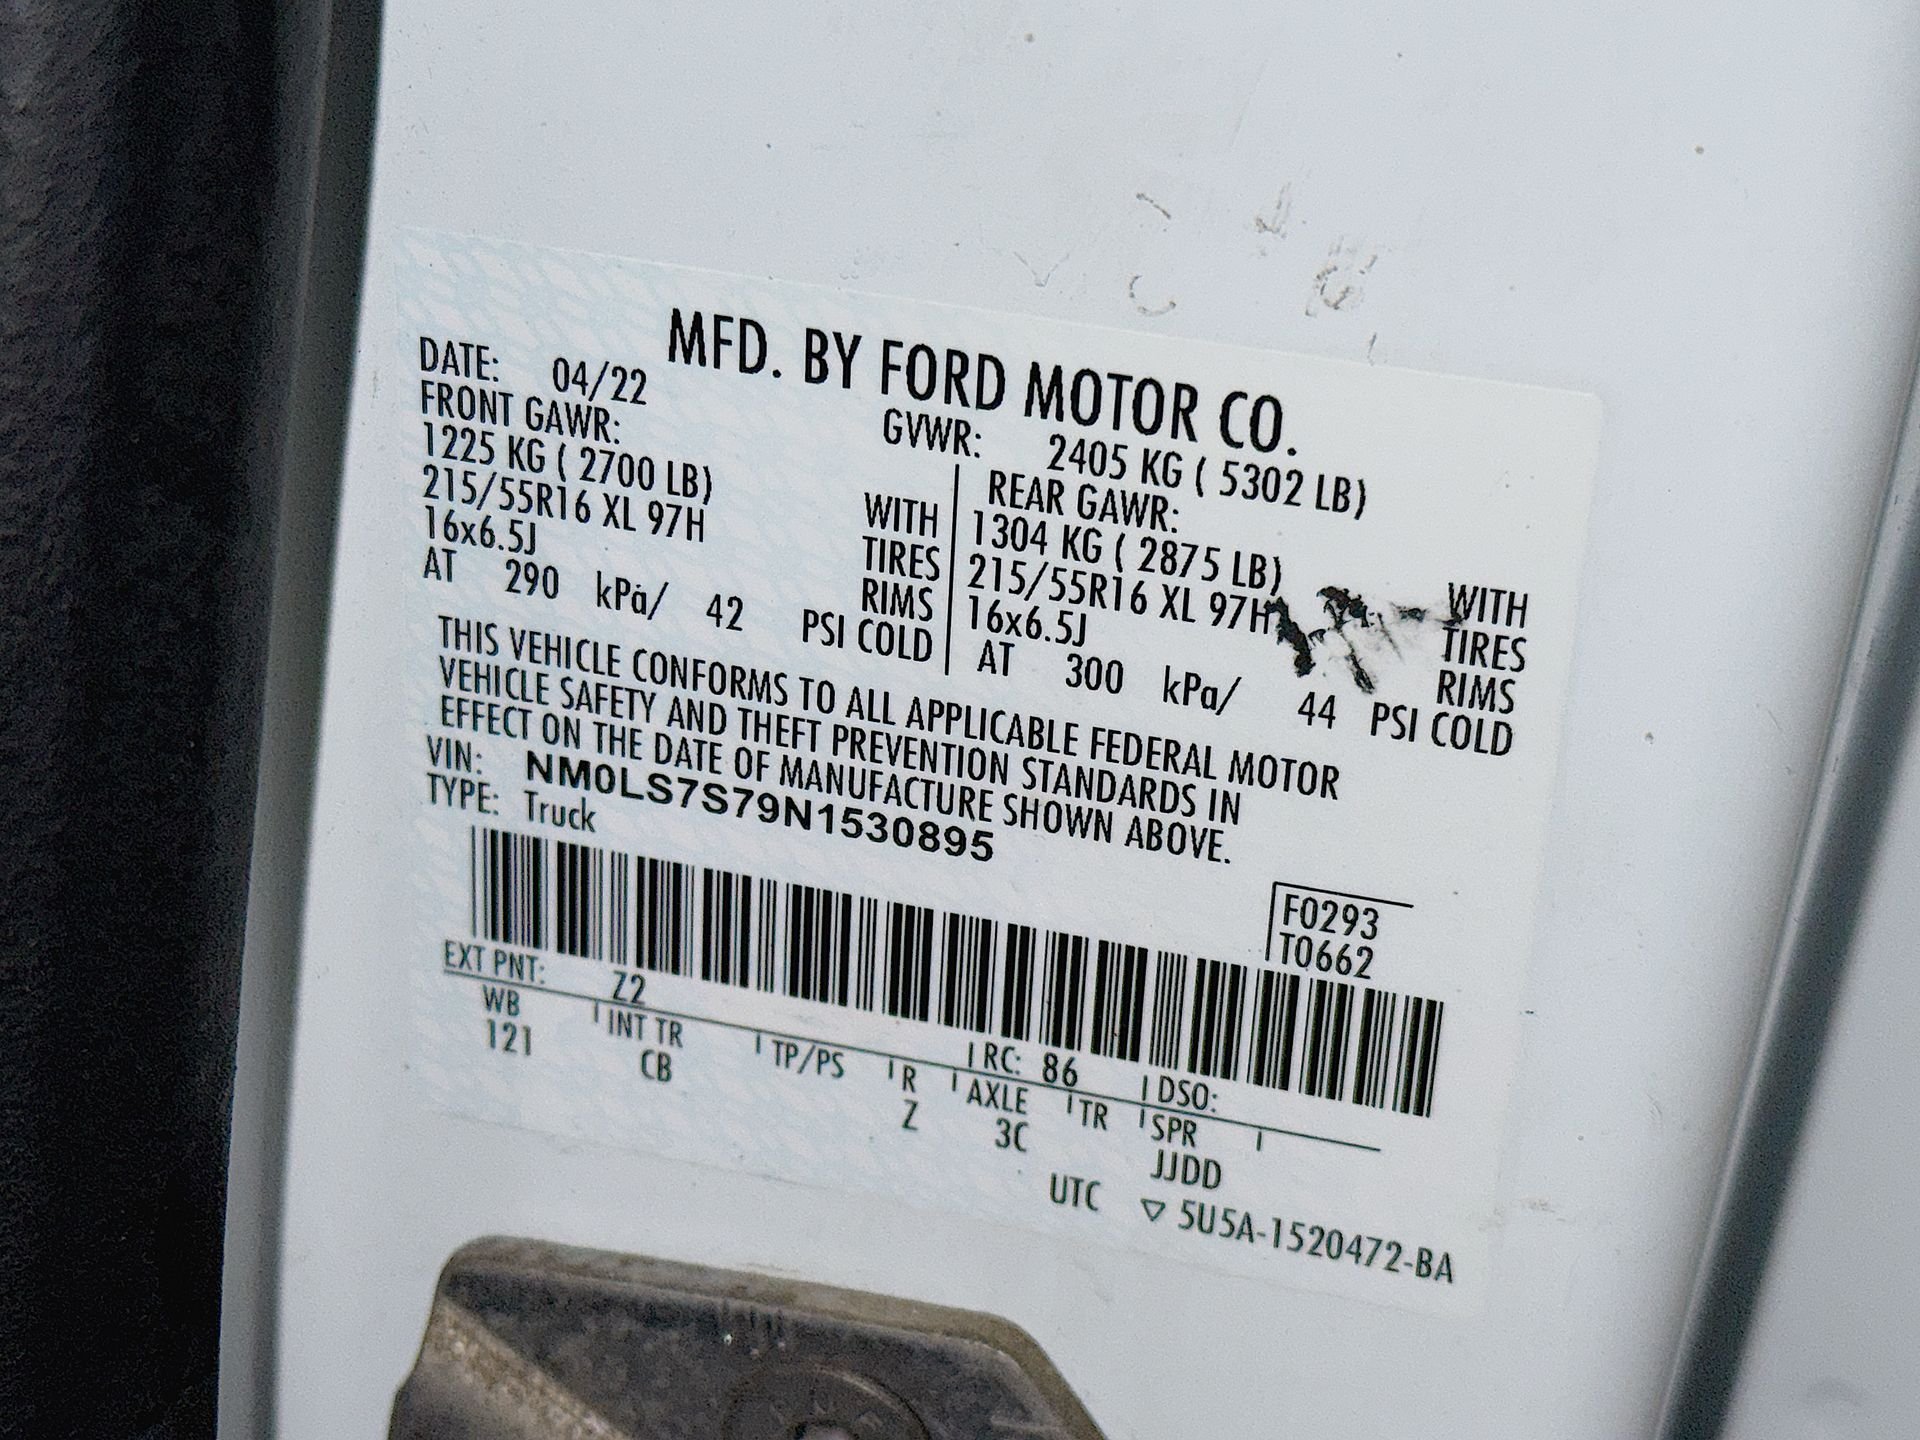 MFD. BY FORD MOTOR CO.
DATE: 04/22
GVWR: 2405 KG ( 5302 LB)
FRONT GAWR:
1225 KG ( 2700 LB) WITH
215/55R16 XL 97H TIRES
16x6.5J RIMS
AT 290 kPa/ 42 PSI COLD
REAR GAWR:
1304 KG ( 2875 LB) WITH
215/55R16 XL 97H TIRES
16x6.5J RIMS
AT 300 kPa/ 44 PSI COLD
THIS VEHICLE CONFORMS TO ALL APPLICABLE FEDERAL MOTOR
VEHICLE SAFETY AND THEFT PREVENTION STANDARDS IN
EFFECT ON THE DATE OF MANUFACTURE SHOWN ABOVE.
VIN: NM0LS7S79N1530895
TYPE: Truck
F0293
T0662
EXT PNT: Z2 RC: 86 DSO:
WB INT TR TP/PS R AXLE TR SPR
121 CB Z 3C JJDD
UTC ▽ 5U5A-1520472-BA